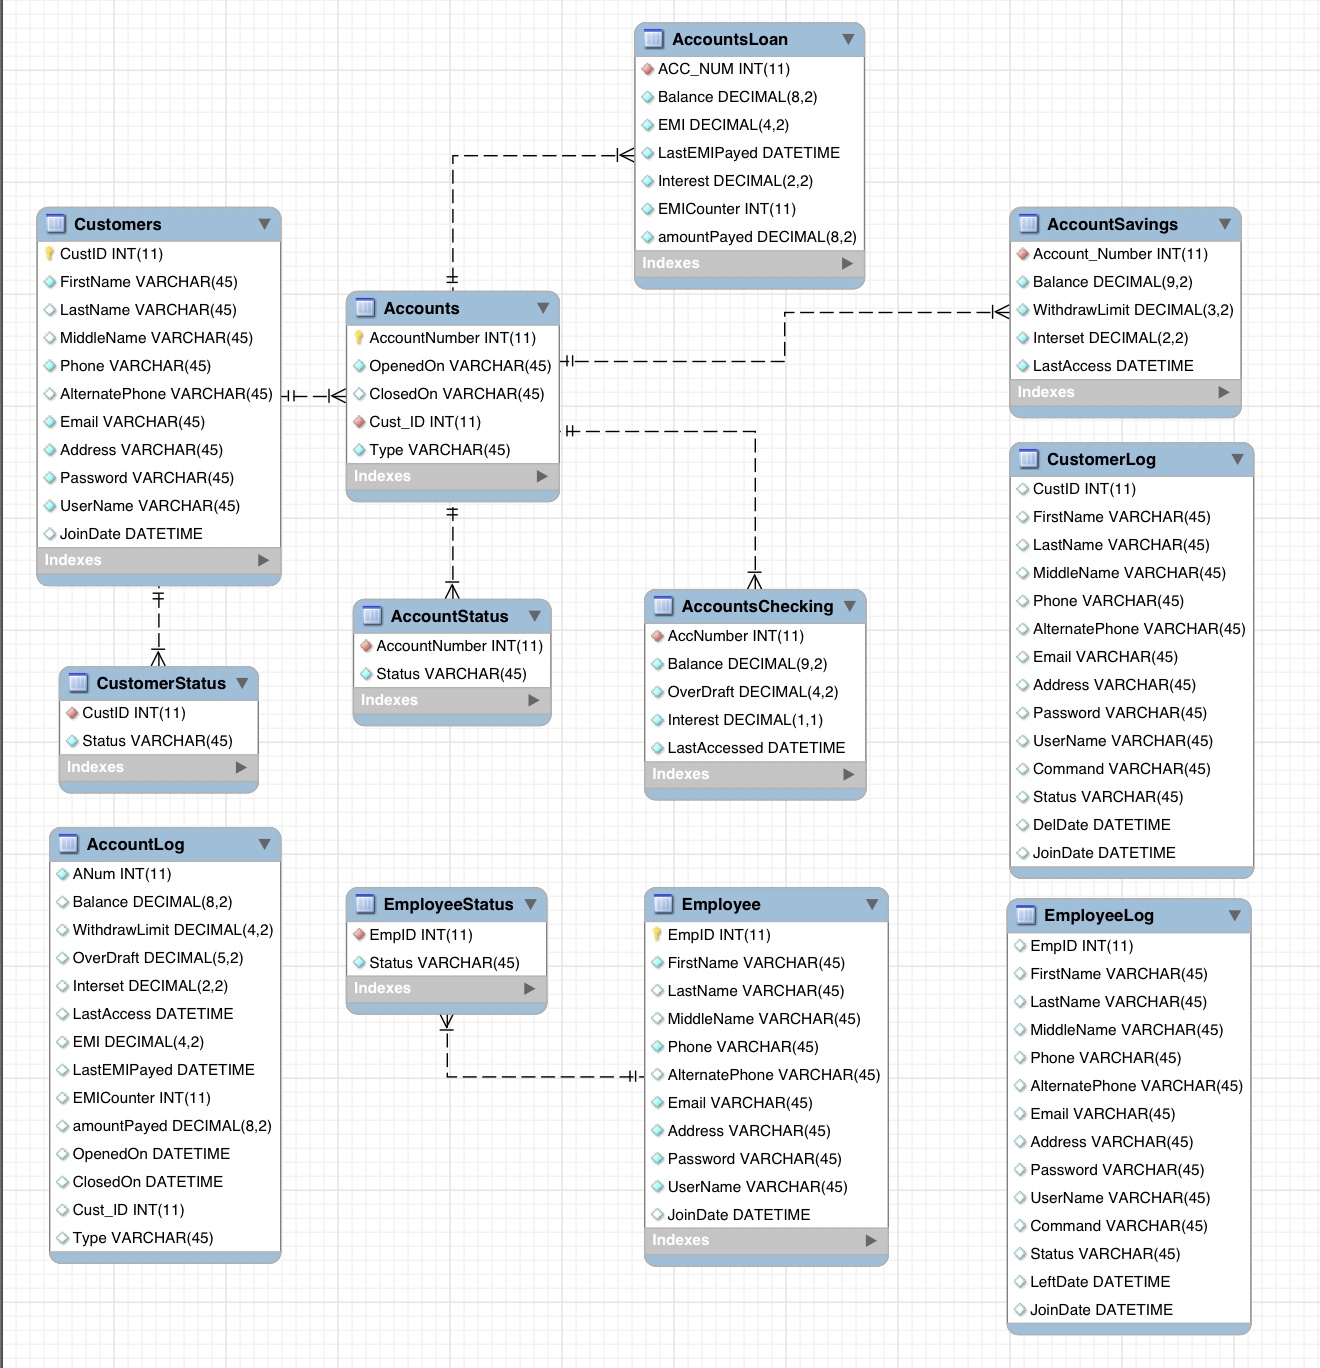 AccountsLoan
ACC_NUM INT(11)
Balance DECIMAL(8,2)
EMI DECIMAL(4,2)
LastEMIPayed DATETIME
Interest DECIMAL(2,2)
EMICounter INT(11)
amountPayed DECIMAL(8,2)
Indexes
Customers
CustID INT(11)
FirstName VARCHAR(45)
LastName VARCHAR(45)
MiddleName VARCHAR(45)
Phone VARCHAR(45)
AlternatePhone VARCHAR(45)
Email VARCHAR(45)
Address VARCHAR(45)
Password VARCHAR(45)
UserName VARCHAR(45)
JoinDate DATETIME
Indexes
Accounts
AccountNumber INT(11)
OpenedOn VARCHAR(45)
ClosedOn VARCHAR(45)
Cust_ID INT(11)
Type VARCHAR(45)
Indexes
AccountSavings
Account_Number INT(11)
Balance DECIMAL(9,2)
WithdrawLimit DECIMAL(3,2)
Interset DECIMAL(2,2)
LastAccess DATETIME
Indexes
CustomerStatus
CustID INT(11)
Status VARCHAR(45)
Indexes
AccountStatus
AccountNumber INT(11)
Status VARCHAR(45)
Indexes
AccountsChecking
AccNumber INT(11)
Balance DECIMAL(9,2)
OverDraft DECIMAL(4,2)
Interest DECIMAL(1,1)
LastAccessed DATETIME
Indexes
CustomerLog
CustID INT(11)
FirstName VARCHAR(45)
LastName VARCHAR(45)
MiddleName VARCHAR(45)
Phone VARCHAR(45)
AlternatePhone VARCHAR(45)
Email VARCHAR(45)
Address VARCHAR(45)
Password VARCHAR(45)
UserName VARCHAR(45)
Command VARCHAR(45)
Status VARCHAR(45)
DelDate DATETIME
JoinDate DATETIME
AccountLog
ANum INT(11)
Balance DECIMAL(8,2)
WithdrawLimit DECIMAL(4,2)
OverDraft DECIMAL(5,2)
Interset DECIMAL(2,2)
LastAccess DATETIME
EMI DECIMAL(4,2)
LastEMIPayed DATETIME
EMICounter INT(11)
amountPayed DECIMAL(8,2)
OpenedOn DATETIME
ClosedOn DATETIME
Cust_ID INT(11)
Type VARCHAR(45)
EmployeeStatus
EmpID INT(11)
Status VARCHAR(45)
Indexes
Employee
EmpID INT(11)
FirstName VARCHAR(45)
LastName VARCHAR(45)
MiddleName VARCHAR(45)
Phone VARCHAR(45)
AlternatePhone VARCHAR(45)
Email VARCHAR(45)
Address VARCHAR(45)
Password VARCHAR(45)
UserName VARCHAR(45)
JoinDate DATETIME
Indexes
EmployeeLog
EmpID INT(11)
FirstName VARCHAR(45)
LastName VARCHAR(45)
MiddleName VARCHAR(45)
Phone VARCHAR(45)
AlternatePhone VARCHAR(45)
Email VARCHAR(45)
Address VARCHAR(45)
Password VARCHAR(45)
UserName VARCHAR(45)
Command VARCHAR(45)
Status VARCHAR(45)
LeftDate DATETIME
JoinDate DATETIME